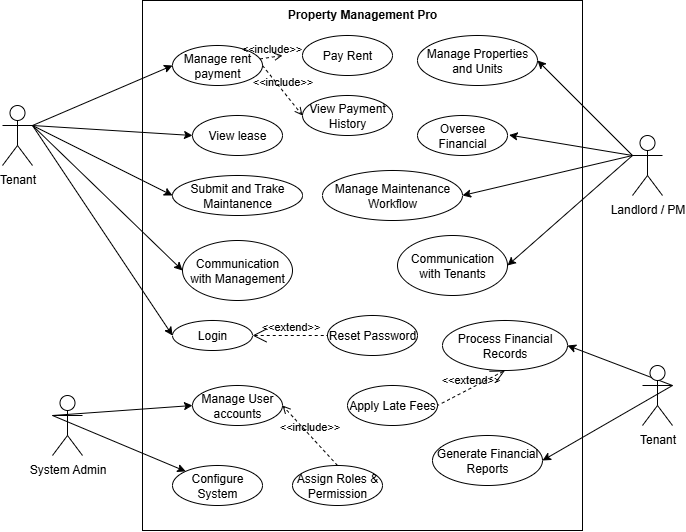 Property Management Pro
Manage rent
payment
<<include>>
Pay Rent
<<include>>
View Payment
History
Manage Properties
and Units
Tenant
View lease
Oversee
Financial
Landlord / PM
Submit and Trake
Maintanence
Manage Maintenance
Workflow
Communication
with Management
Communication
with Tenants
Login
<<extend>>
Reset Password
Process Financial
Records
<<extend>>
Apply Late Fees
Tenant
System Admin
Manage User
accounts
<<include>>
Generate Financial
Reports
Configure
System
Assign Roles &
Permission